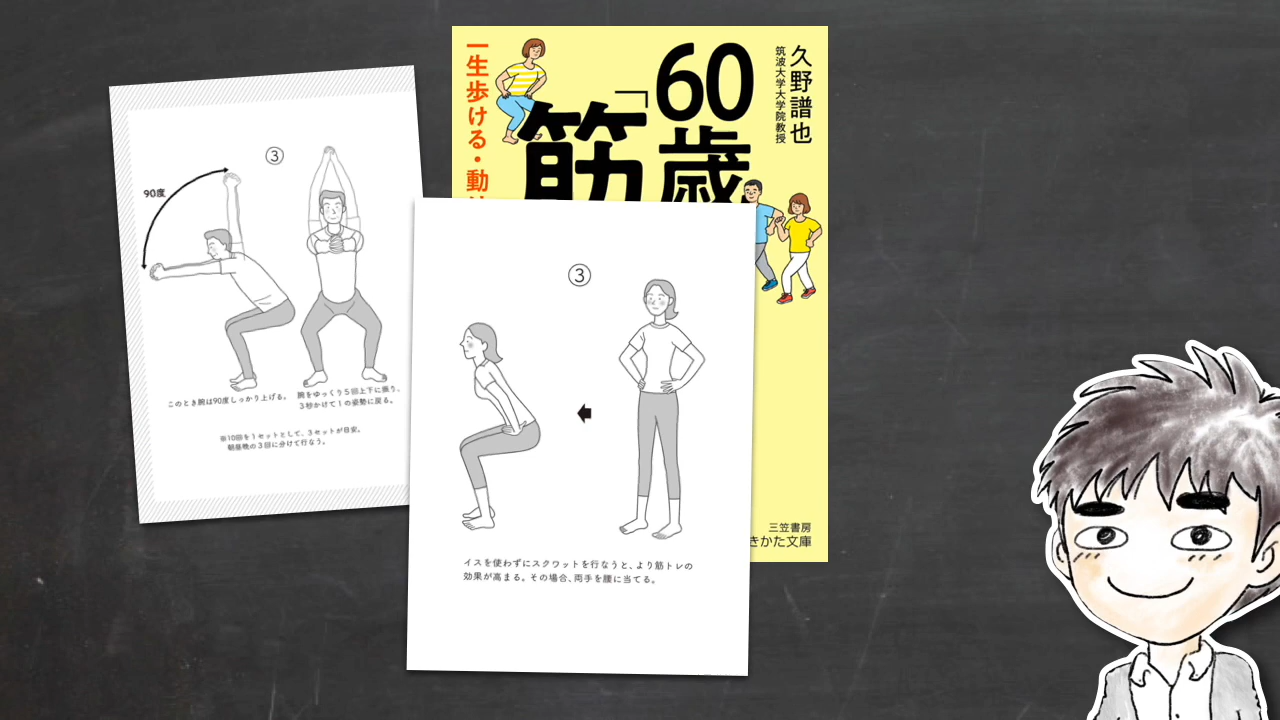 ③
90度
このとき腕は90度しっかり上げる。
腕をゆっくり5回上下に振り、
3秒かけて1の姿勢に戻る。
※10回を1セットとして、3セットが目安。
朝昼晩の3回に分けて行なう。
久野譜也
筑波大学大学院教授
60歳
「筋
一生歩ける・動け
三笠書房
きかた文庫
③
イスを使わずにスクワットを行なうと、より筋トレの
効果が高まる。その場合、両手を腰に当てる。